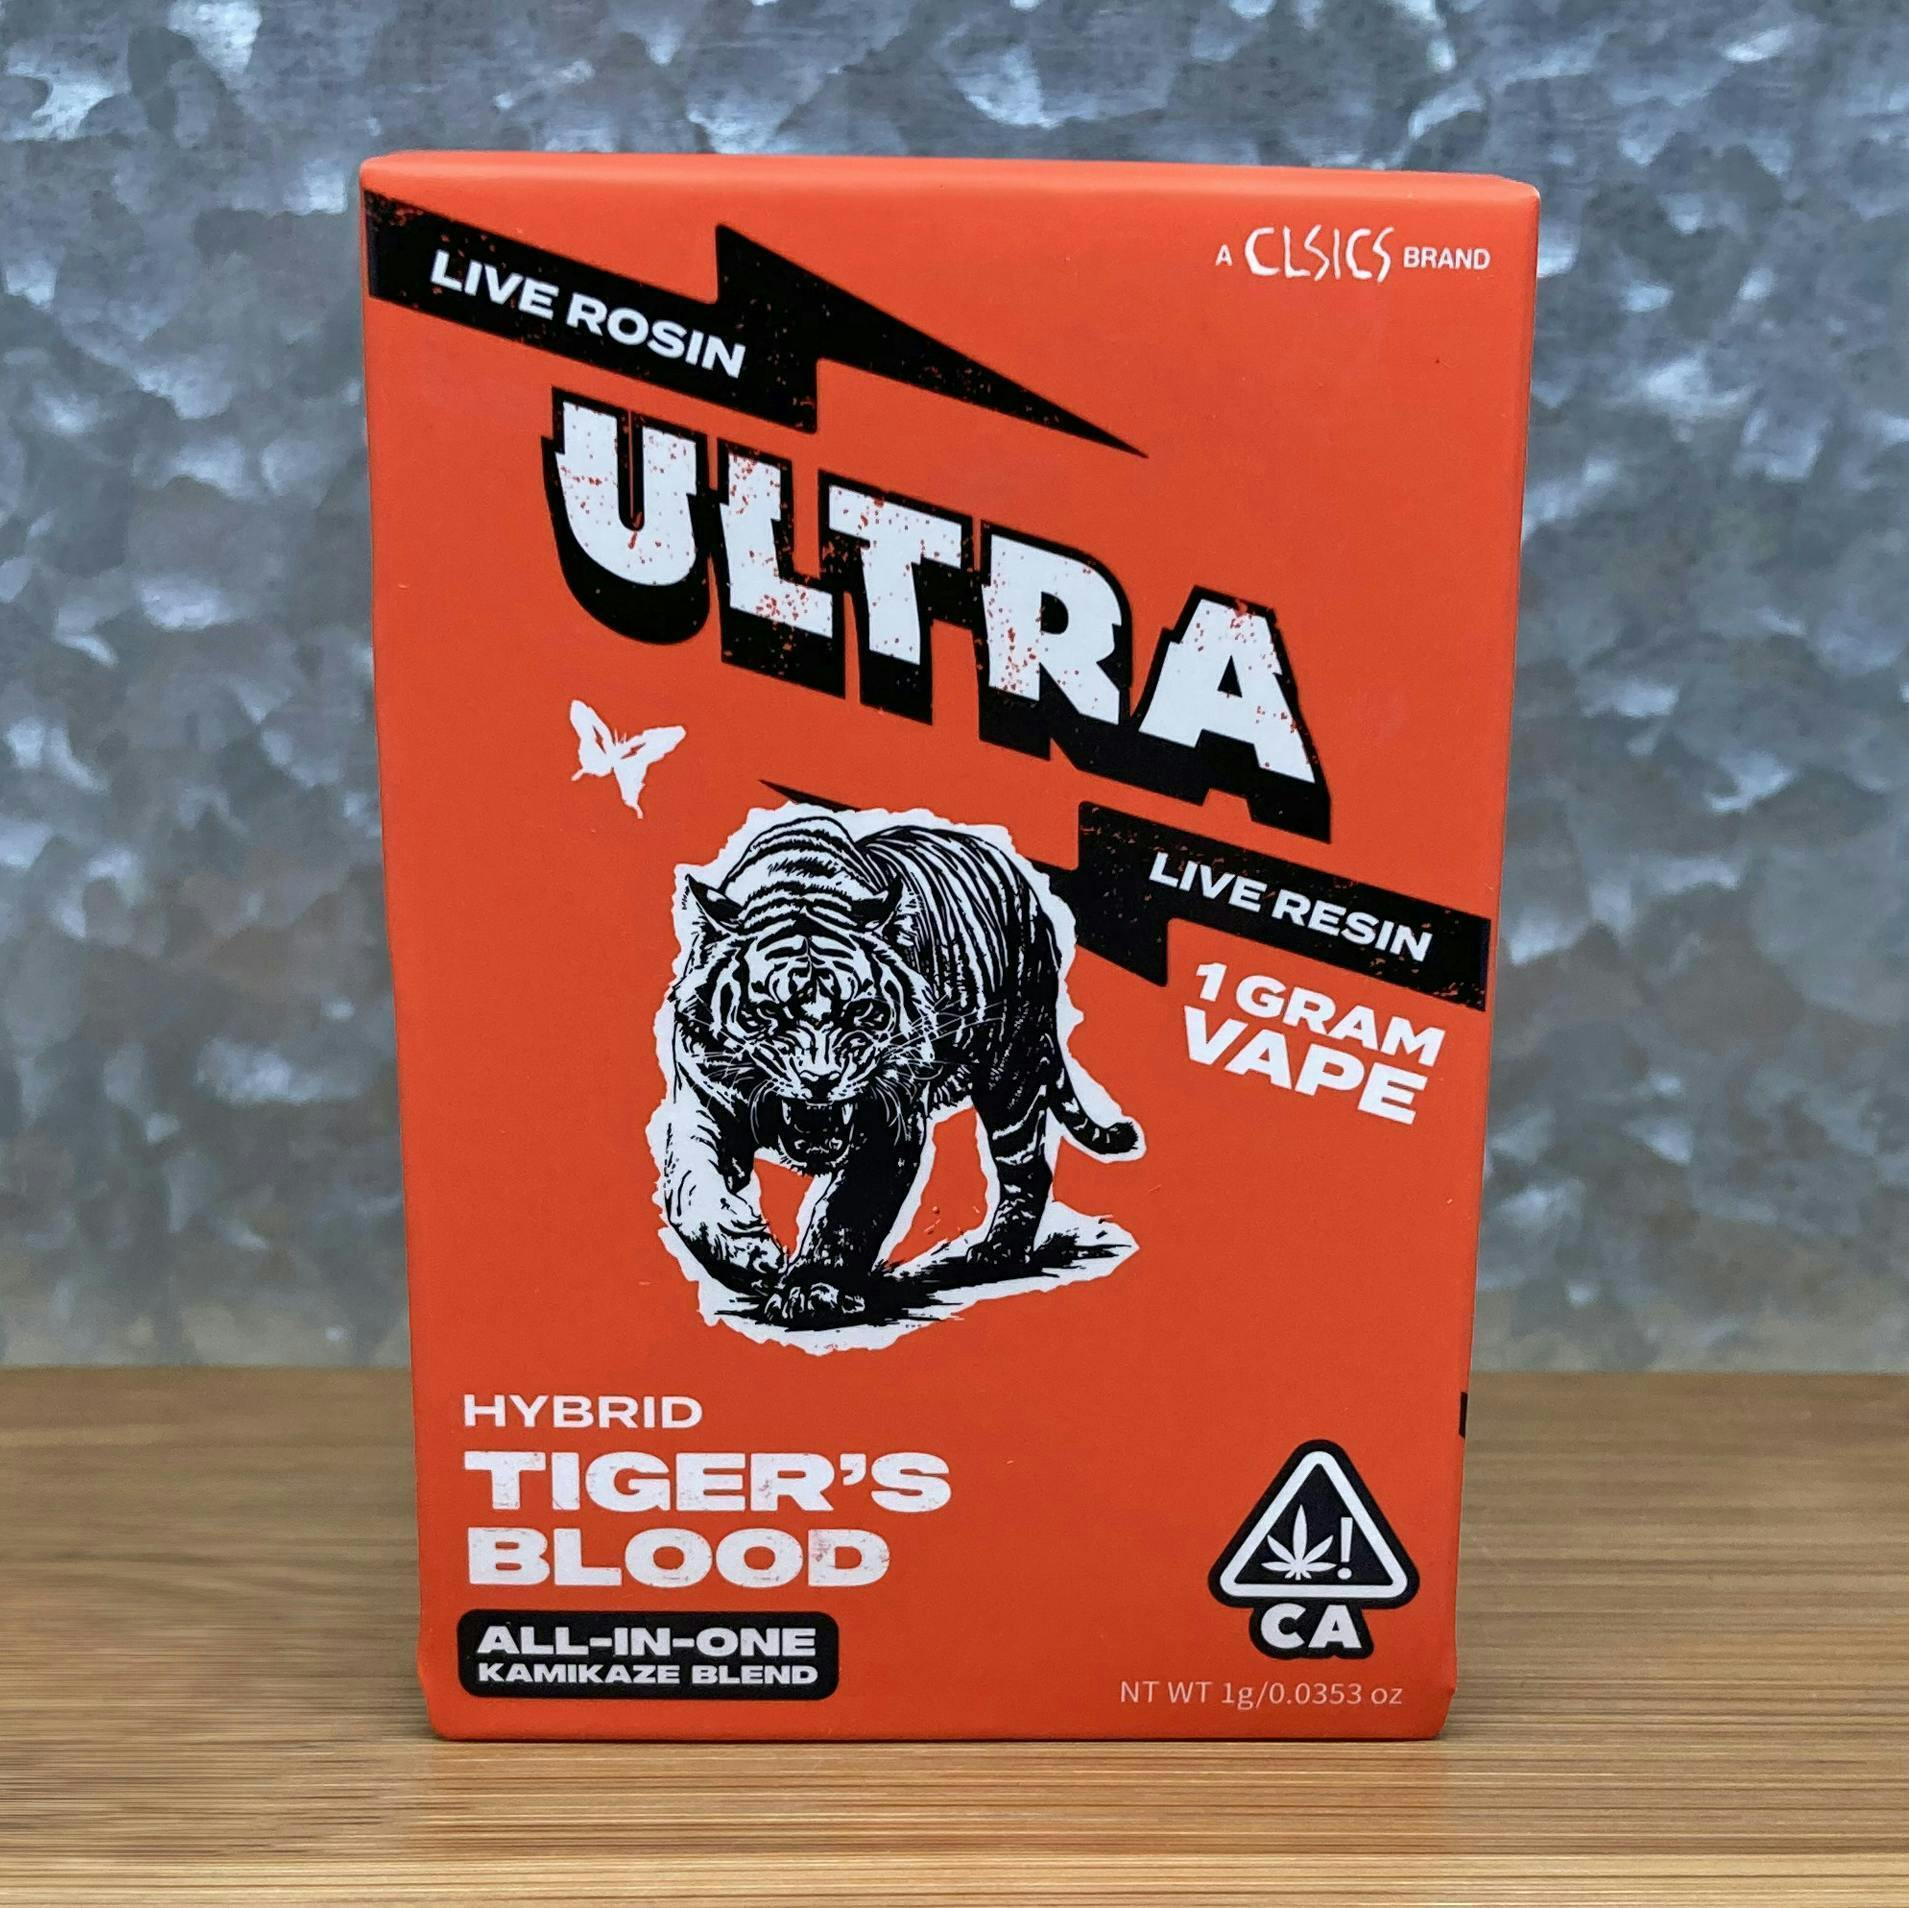 A CLSICS BRAND
LIVE ROSIN
ULTRA
LIVE RESIN
1 GRAM
VAPE
HYBRID
TIGER'S
BLOOD
ALL-IN-ONE
KAMIKAZE BLEND
!
CA
NT WT 1g/0.0353 oz